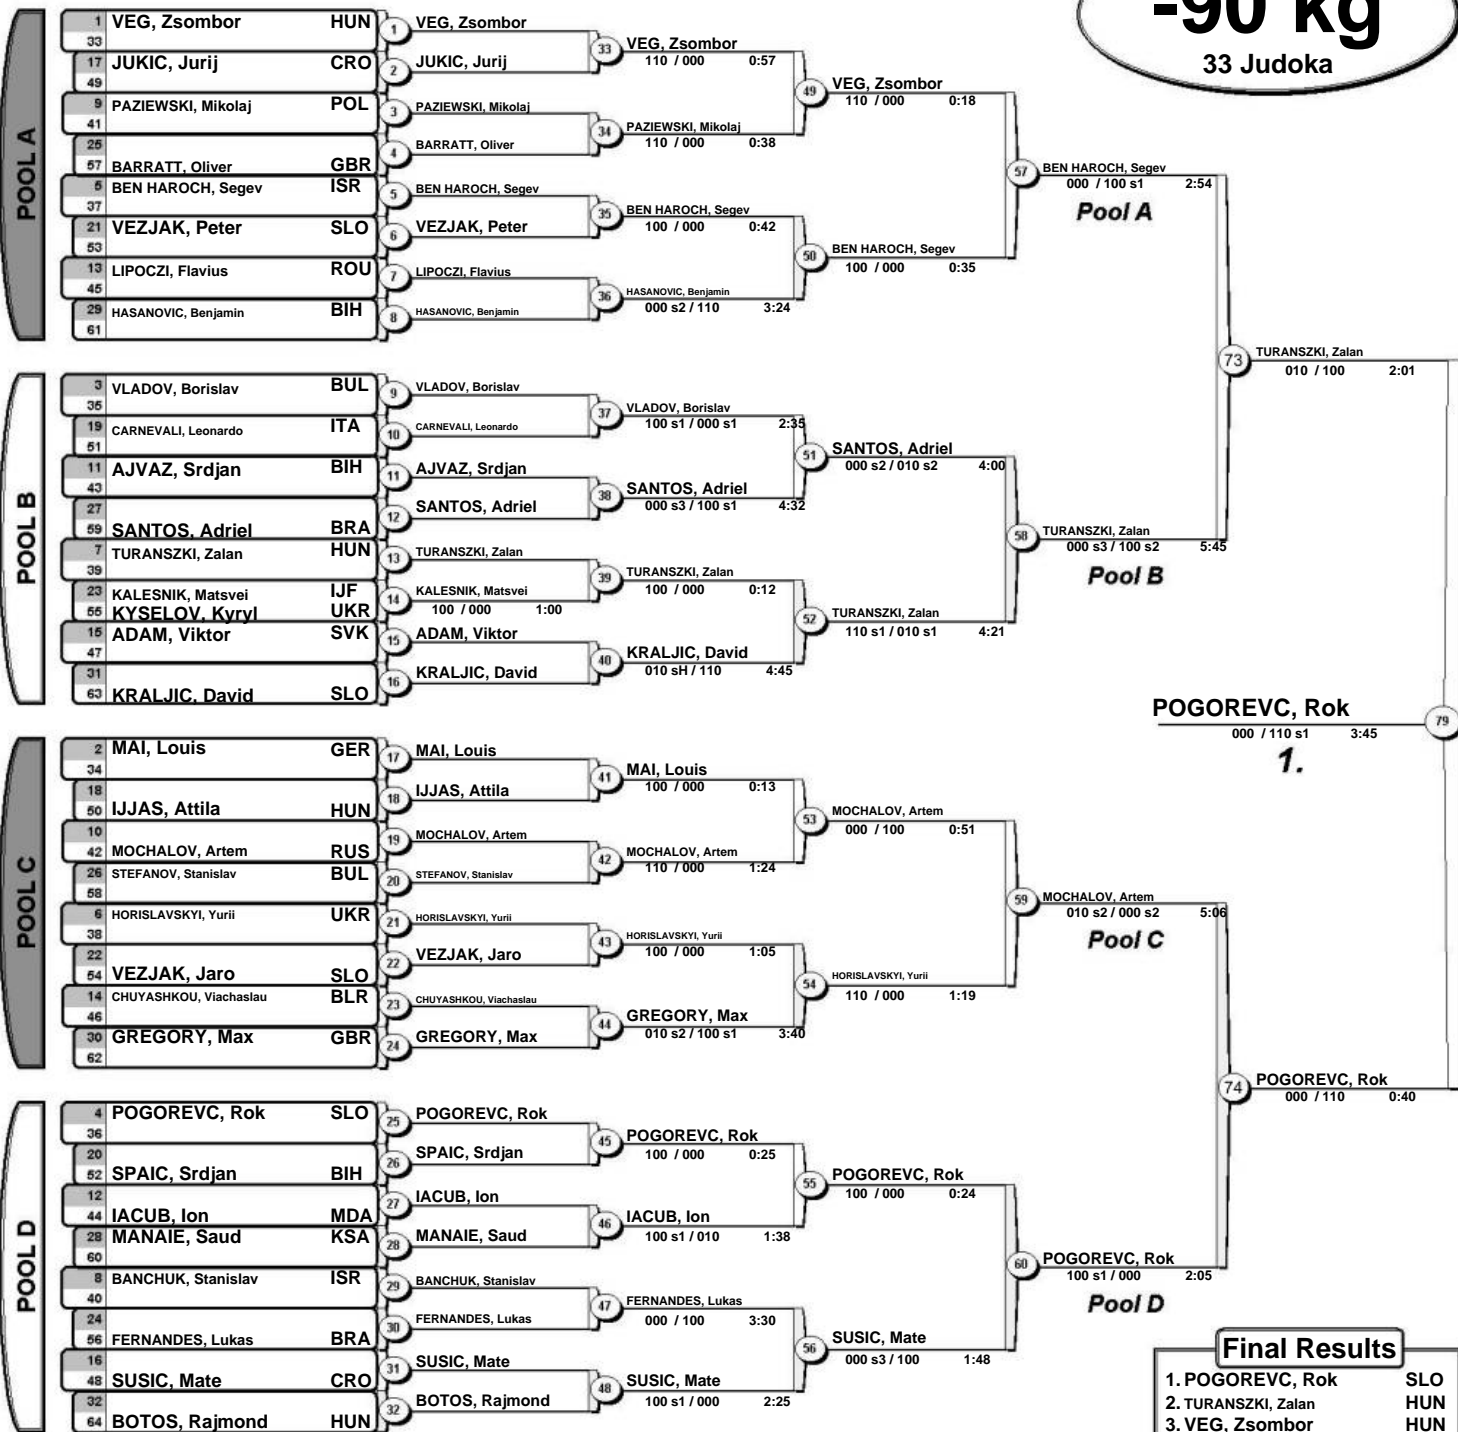 -90 kg
33 Judoka
POOL A
1 VEG, Zsombor HUN
33
17 JUKIC, Jurij CRO
49
9 PAZIEWSKI, Mikolaj POL
41
25
57 BARRATT, Oliver GBR
5 BEN HAROCH, Segev ISR
37
21 VEZJAK, Peter SLO
53
13 LIPOCZI, Flavius ROU
45
29 HASANOVIC, Benjamin BIH
61
1 VEG, Zsombor
2 JUKIC, Jurij
3 PAZIEWSKI, Mikolaj
4 BARRATT, Oliver
5 BEN HAROCH, Segev
6 VEZJAK, Peter
7 LIPOCZI, Flavius
8 HASANOVIC, Benjamin
33 VEG, Zsombor
110 / 000 0:57
34 PAZIEWSKI, Mikolaj
110 / 000 0:38
35 BEN HAROCH, Segev
100 / 000 0:42
36 HASANOVIC, Benjamin
000 s2 / 110 3:24
49 VEG, Zsombor
110 / 000 0:18
50 BEN HAROCH, Segev
100 / 000 0:35
57 BEN HAROCH, Segev
000 / 100 s1 2:54
Pool A
POOL B
3 VLADOV, Borislav BUL
35
19 CARNEVALI, Leonardo ITA
51
11 AJVAZ, Srdjan BIH
43
27
59 SANTOS, Adriel BRA
7 TURANSZKI, Zalan HUN
39
23 KALESNIK, Matsvei IJF
55 KYSELOV, Kyryl UKR
15 ADAM, Viktor SVK
47
31
63 KRALJIC, David SLO
9 VLADOV, Borislav
10 CARNEVALI, Leonardo
11 AJVAZ, Srdjan
12 SANTOS, Adriel
13 TURANSZKI, Zalan
14 KALESNIK, Matsvei
100 / 000 1:00
15 ADAM, Viktor
16 KRALJIC, David
37 VLADOV, Borislav
100 s1 / 000 s1 2:35
38 SANTOS, Adriel
000 s3 / 100 s1 4:32
39 TURANSZKI, Zalan
100 / 000 0:12
40 KRALJIC, David
010 sH / 110 4:45
51 SANTOS, Adriel
000 s2 / 010 s2 4:00
52 TURANSZKI, Zalan
110 s1 / 010 s1 4:21
58 TURANSZKI, Zalan
000 s3 / 100 s2 5:45
Pool B
73 TURANSZKI, Zalan
010 / 100 2:01
POGOREVC, Rok 79
000 / 110 s1 3:45
1.
POOL C
2 MAI, Louis GER
34
18
50 IJJAS, Attila HUN
10
42 MOCHALOV, Artem RUS
26 STEFANOV, Stanislav BUL
58
6 HORISLAVSKYI, Yurii UKR
38
22
54 VEZJAK, Jaro SLO
14 CHUYASHKOU, Viachaslau BLR
46
30 GREGORY, Max GBR
62
17 MAI, Louis
18 IJJAS, Attila
19 MOCHALOV, Artem
20 STEFANOV, Stanislav
21 HORISLAVSKYI, Yurii
22 VEZJAK, Jaro
23 CHUYASHKOU, Viachaslau
24 GREGORY, Max
41 MAI, Louis
100 / 000 0:13
42 MOCHALOV, Artem
110 / 000 1:24
43 HORISLAVSKYI, Yurii
100 / 000 1:05
44 GREGORY, Max
010 s2 / 100 s1 3:40
53 MOCHALOV, Artem
000 / 100 0:51
54 HORISLAVSKYI, Yurii
110 / 000 1:19
59 MOCHALOV, Artem
010 s2 / 000 s2 5:06
Pool C
74 POGOREVC, Rok
000 / 110 0:40
POOL D
4 POGOREVC, Rok SLO
36
20
52 SPAIC, Srdjan BIH
12
44 IACUB, Ion MDA
28 MANAIE, Saud KSA
60
8 BANCHUK, Stanislav ISR
40
24
56 FERNANDES, Lukas BRA
16
48 SUSIC, Mate CRO
32
64 BOTOS, Rajmond HUN
25 POGOREVC, Rok
26 SPAIC, Srdjan
27 IACUB, Ion
28 MANAIE, Saud
29 BANCHUK, Stanislav
30 FERNANDES, Lukas
31 SUSIC, Mate
32 BOTOS, Rajmond
45 POGOREVC, Rok
100 / 000 0:25
46 IACUB, Ion
100 s1 / 010 1:38
47 FERNANDES, Lukas
000 / 100 3:30
48 SUSIC, Mate
100 s1 / 000 2:25
55 POGOREVC, Rok
100 / 000 0:24
56 SUSIC, Mate
000 s3 / 100 1:48
60 POGOREVC, Rok
100 s1 / 000 2:05
Pool D
Final Results
1. POGOREVC, Rok SLO
2. TURANSZKI, Zalan HUN
3. VEG, Zsombor HUN